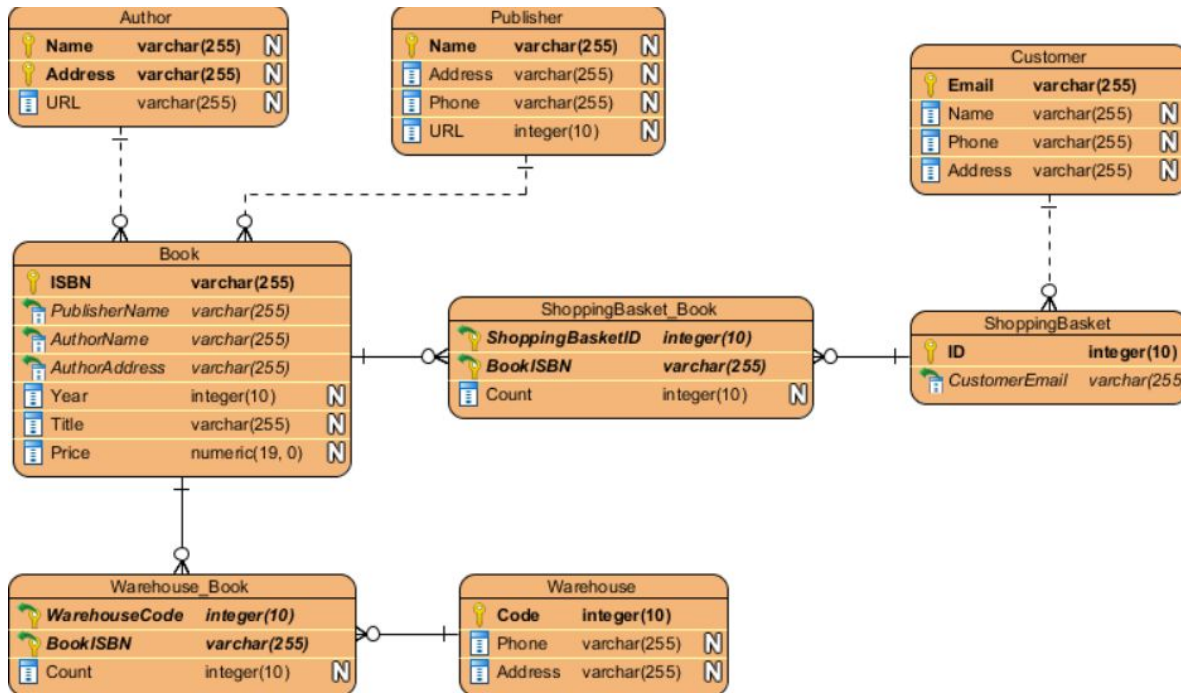 Author
Name varchar(255) N
Address varchar(255) N
URL varchar(255) N
Publisher
Name varchar(255) N
Address varchar(255) N
Phone varchar(255) N
URL integer(10) N
Customer
Email varchar(255)
Name varchar(255) N
Phone varchar(255) N
Address varchar(255) N
Book
ISBN varchar(255)
PublisherName varchar(255)
AuthorName varchar(255)
AuthorAddress varchar(255)
Year integer(10) N
Title varchar(255) N
Price numeric(19, 0) N
ShoppingBasket_Book
ShoppingBasketID integer(10)
BookISBN varchar(255)
Count integer(10) N
ShoppingBasket
ID integer(10)
CustomerEmail varchar(255
Warehouse_Book
WarehouseCode integer(10)
BookISBN varchar(255)
Count integer(10) N
Warehouse
Code integer(10)
Phone varchar(255) N
Address varchar(255) N